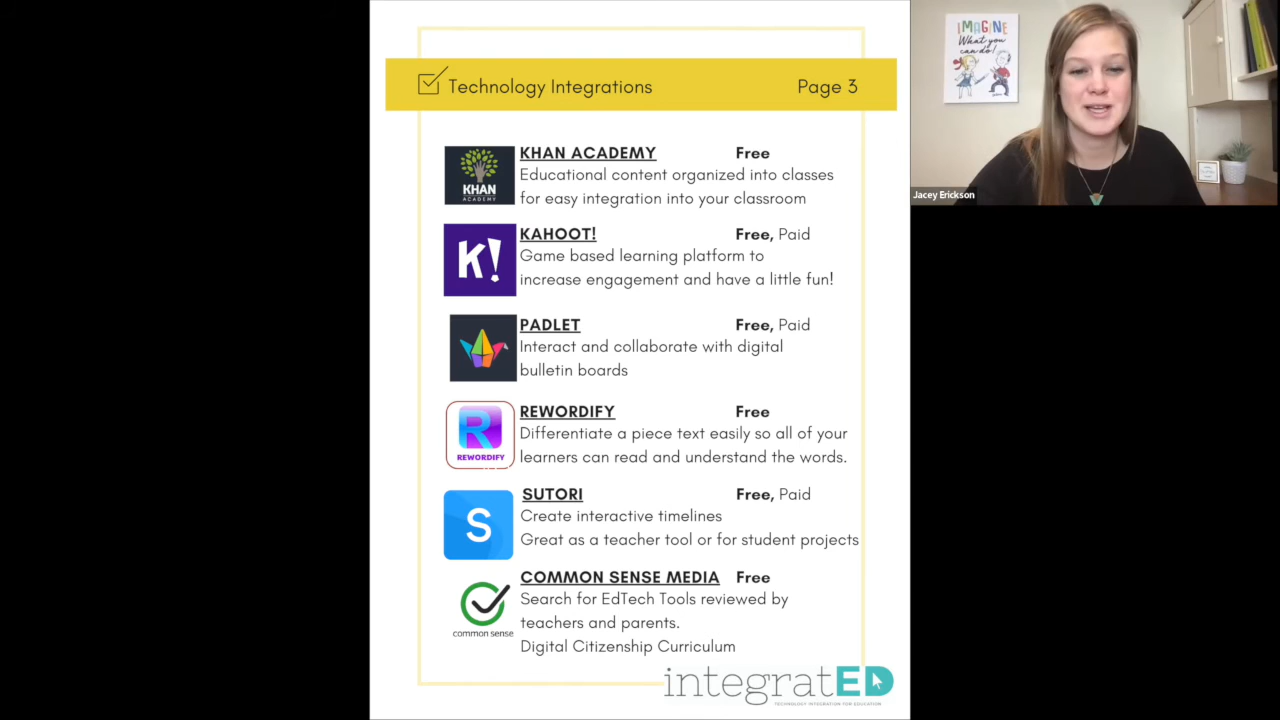 Technology Integrations Page 3
KHAN ACADEMY Free
Educational content organized into classes
for easy integration into your classroom
KHAN
ACADEMY
KAHOOT! Free, Paid
Game based learning platform to
increase engagement and have a little fun!
K!
PADLET Free, Paid
Interact and collaborate with digital
bulletin boards
REWORDIFY Free
Differentiate a piece text easily so all of your
learners can read and understand the words.
R
REWORDIFY
SUTORI Free, Paid
Create interactive timelines
Great as a teacher tool or for student projects
S
COMMON SENSE MEDIA Free
Search for EdTech Tools reviewed by
teachers and parents.
Digital Citizenship Curriculum
common sense
integratED
TECHNOLOGY INTEGRATION FOR EDUCATION
IMAGINE
What you
can do!
Jacey Erickson